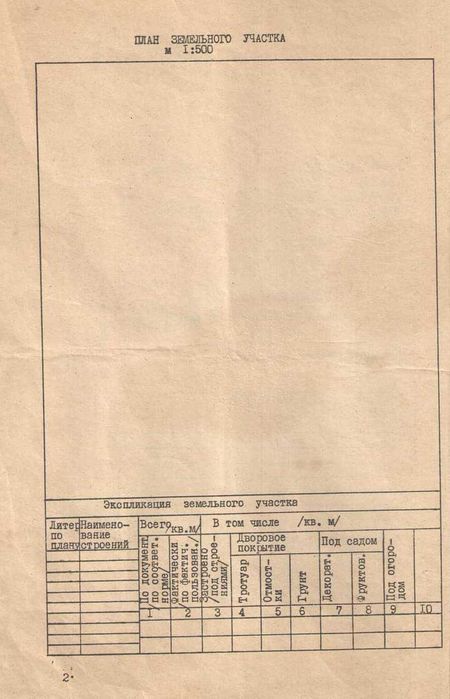 ПЛАН ЗЕМЕЛЬНОГО УЧАСТКА
м 1:500
Экспликация земельного участка
Литер по плану
Наимено-
вание
строений
Всего /кв.м/
В том числе /кв. м/
По документ.
/по соответ.
норме/
Фактически
/по фактич.
пользован./
Застроено
/под строе-
ниями/
Дворовое
покрытие
Тротуар
Отмост-
ки
Грунт
Под садом
Декорат.
Фруктов.
Под огоро-
дом
1 2 3 4 5 6 7 8 9 10
2.